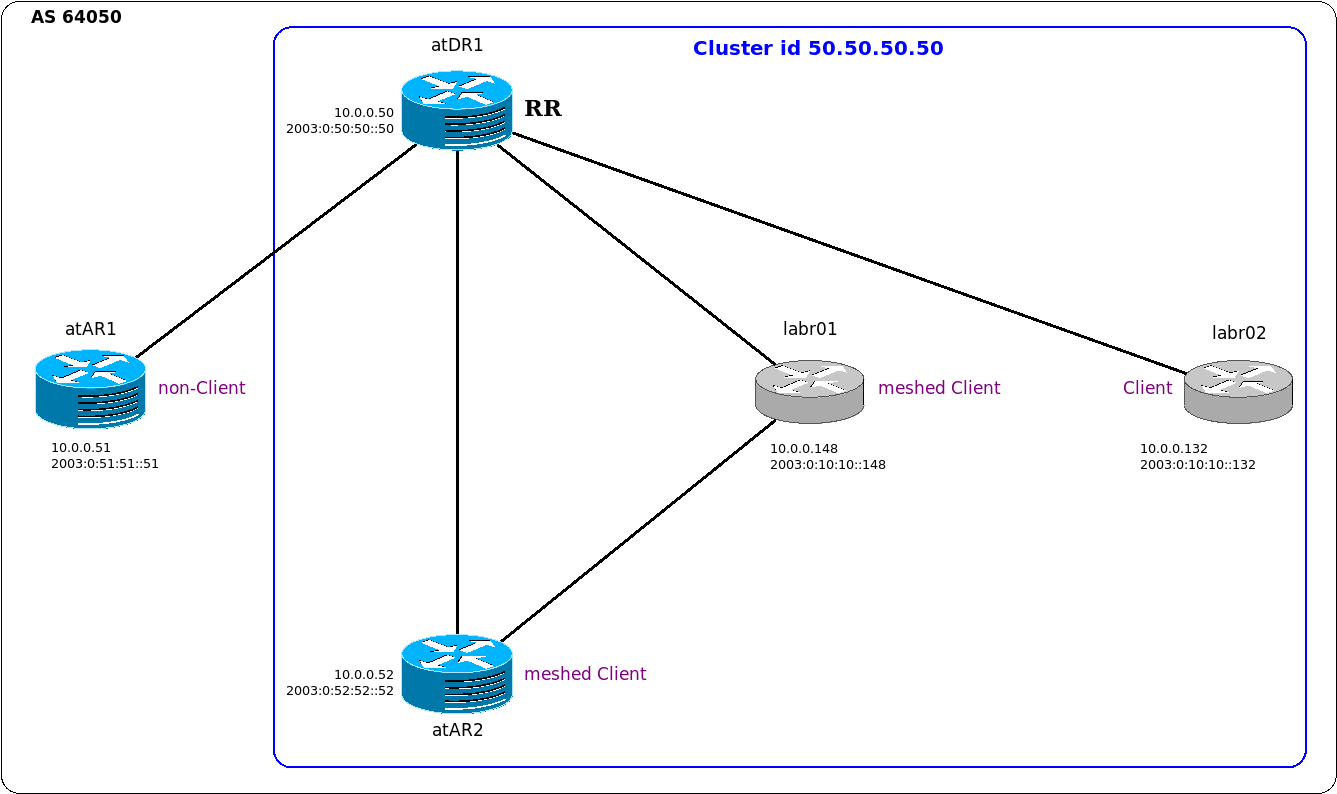 AS 64050
Cluster id 50.50.50.50
atDR1
10.0.0.50
2003:0:50:50::50
RR
atAR1
non-Client
10.0.0.51
2003:0:51:51::51
labr01
meshed Client
10.0.0.148
2003:0:10:10::148
labr02
Client
10.0.0.132
2003:0:10:10::132
10.0.0.52
2003:0:52:52::52
meshed Client
atAR2